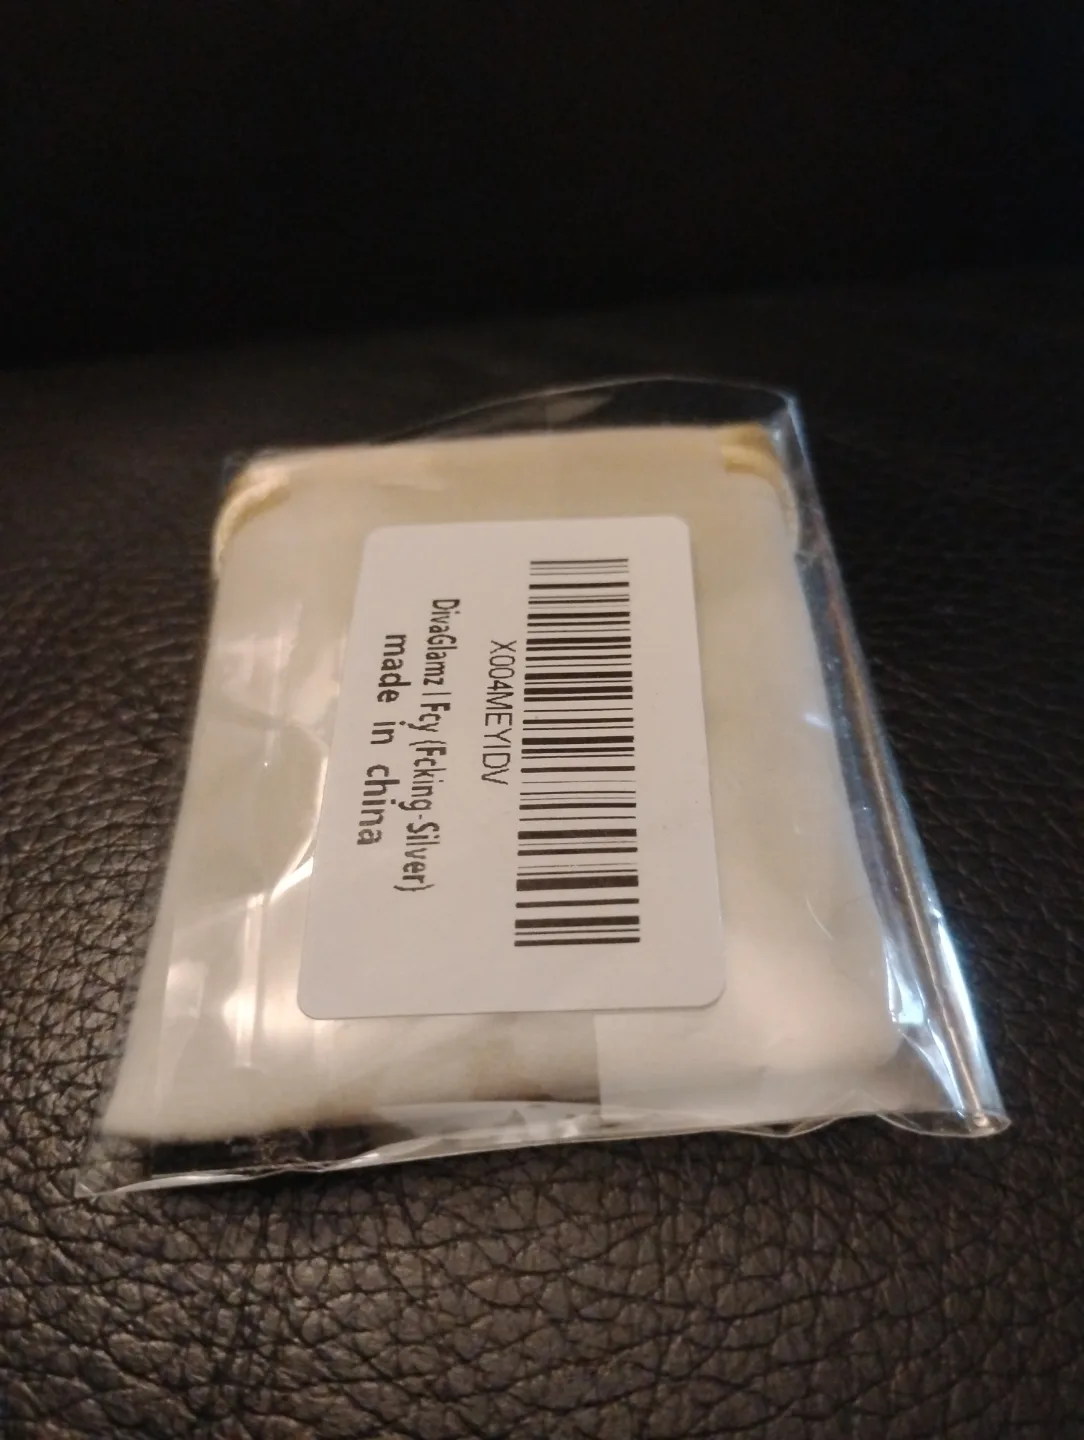 X004MEYIDV
DivaGlamz | Fcy {Fcking-Silver}
made in china